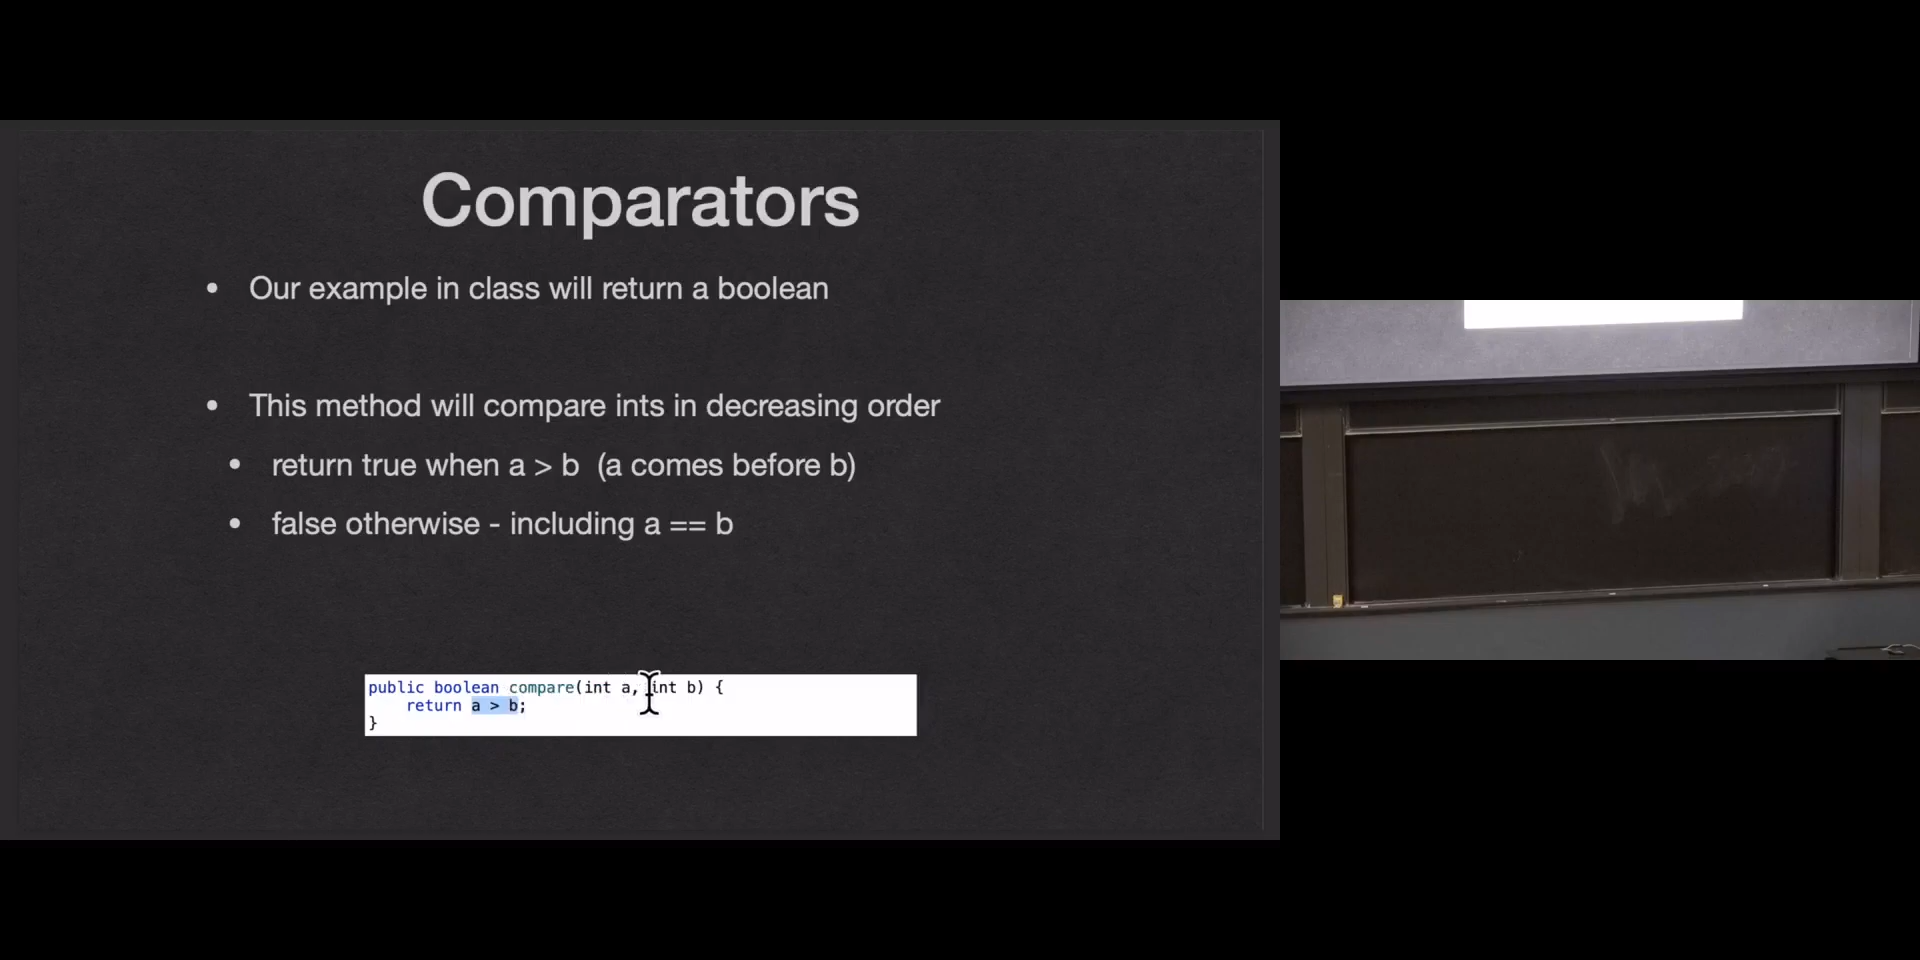 Comparators
• Our example in class will return a boolean
• This method will compare ints in decreasing order
• return true when a > b (a comes before b)
• false otherwise - including a == b
public boolean compare(int a, int b) {
    return a > b;
}